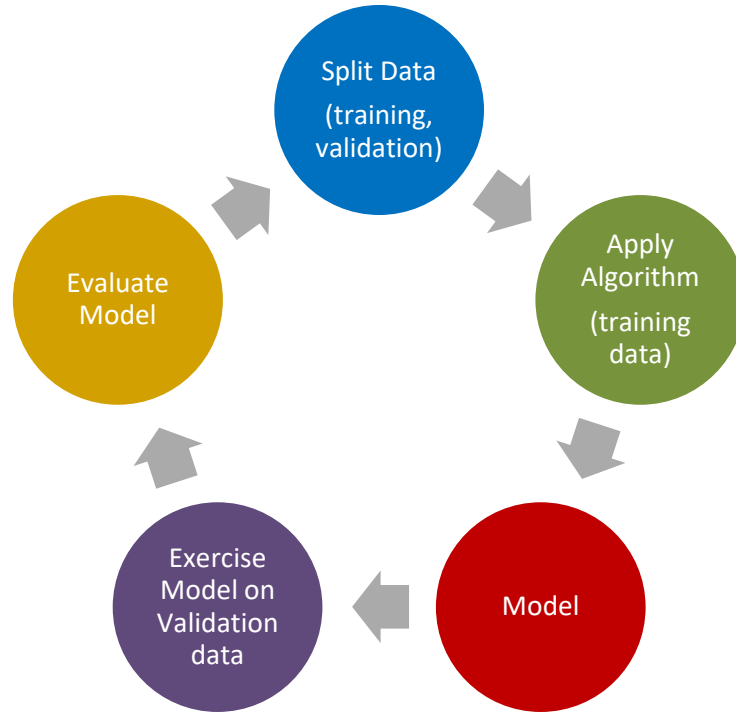 Split Data
(training,
validation)
Apply
Algorithm
(training
data)
Model
Exercise
Model on
Validation
data
Evaluate
Model